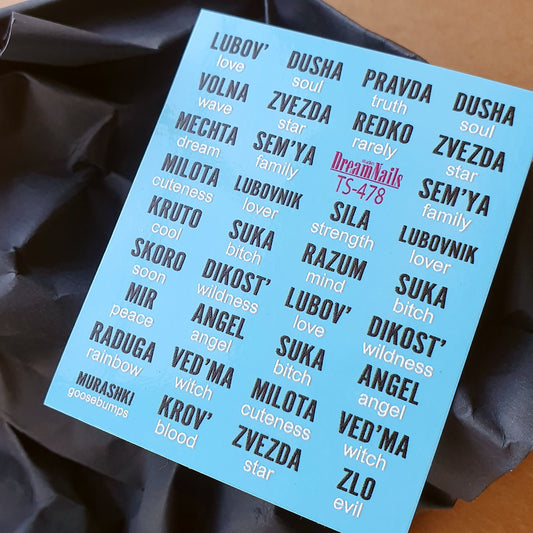 LUBOV'
love
VOLNA
wave
MECHTA
dream
MILOTA
cuteness
KRUTO
cool
SKORO
soon
MIR
peace
RADUGA
rainbow
MURASHKI
goosebumps
DUSHA
soul
ZVEZDA
star
SEM'YA
family
LUBOVNIK
lover
SUKA
bitch
DIKOST'
wildness
ANGEL
angel
VED'MA
witch
KROV'
blood
PRAVDA
truth
REDKO
rarely
DreamNails
TS-478
SILA
strength
RAZUM
mind
LUBOV'
love
SUKA
bitch
MILOTA
cuteness
ZVEZDA
star
DUSHA
soul
ZVEZDA
star
SEM'YA
family
LUBOVNIK
lover
SUKA
bitch
DIKOST'
wildness
ANGEL
angel
VED'MA
witch
ZLO
evil